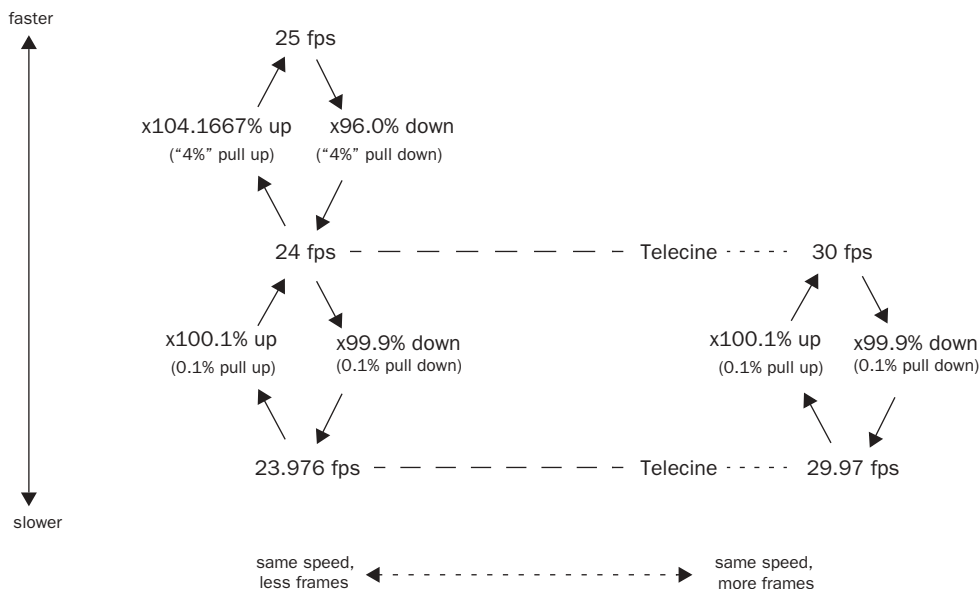 faster
25 fps
x104.1667% up x96.0% down
(“4%” pull up) (“4%” pull down)
24 fps Telecine 30 fps
x100.1% up x99.9% down x100.1% up x99.9% down
(0.1% pull up) (0.1% pull down) (0.1% pull up) (0.1% pull down)
23.976 fps Telecine 29.97 fps
slower
same speed, same speed,
less frames more frames